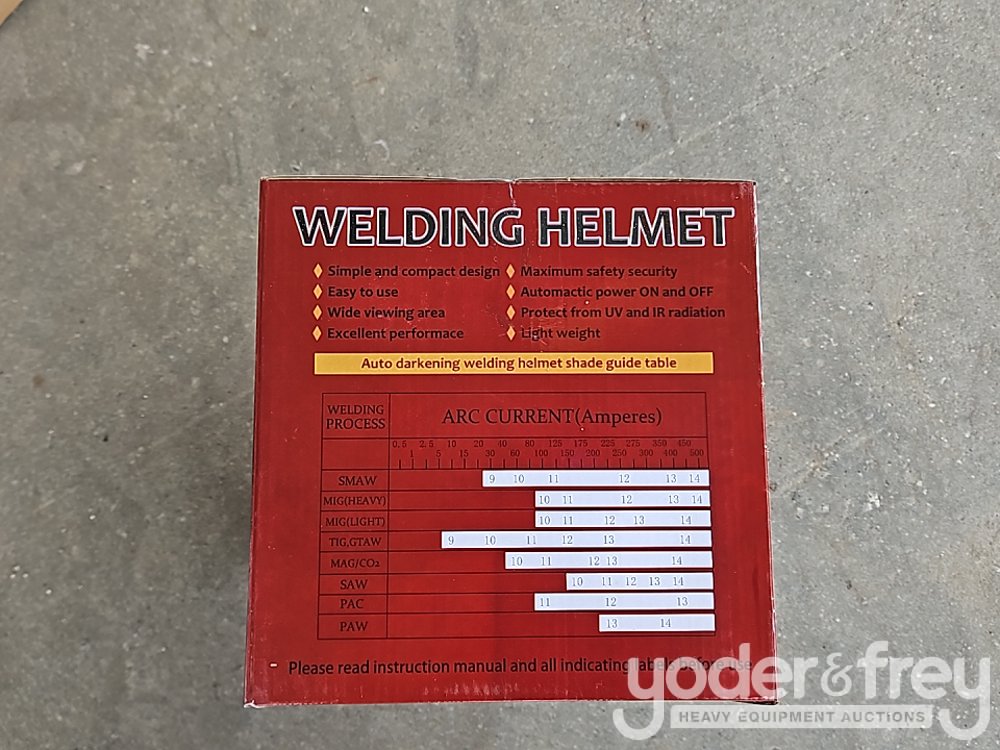 WELDING HELMET
Simple and compact design
Maximum safety security
Easy to use
Automactic power ON and OFF
Wide viewing area
Protect from UV and IR radiation
Excellent performace
Light weight
Auto darkening welding helmet shade guide table
WELDING PROCESS
ARC CURRENT(Amperes)
0.5 2.5 10 20 40 80 125 175 225 275 350 450
1 5 15 30 60 100 150 200 250 300 400 500
SMAW 9 10 11 12 13 14
MIG(HEAVY) 10 11 12 13 14
MIG(LIGHT) 10 11 12 13 14
TIG,GTAW 9 10 11 12 13 14
MAG/CO2 10 11 12 13 14
SAW 10 11 12 13 14
PAC 11 12 13
PAW 13 14
- Please read instruction manual and all indicating labels before use
yoder&frey
HEAVY EQUIPMENT AUCTIONS